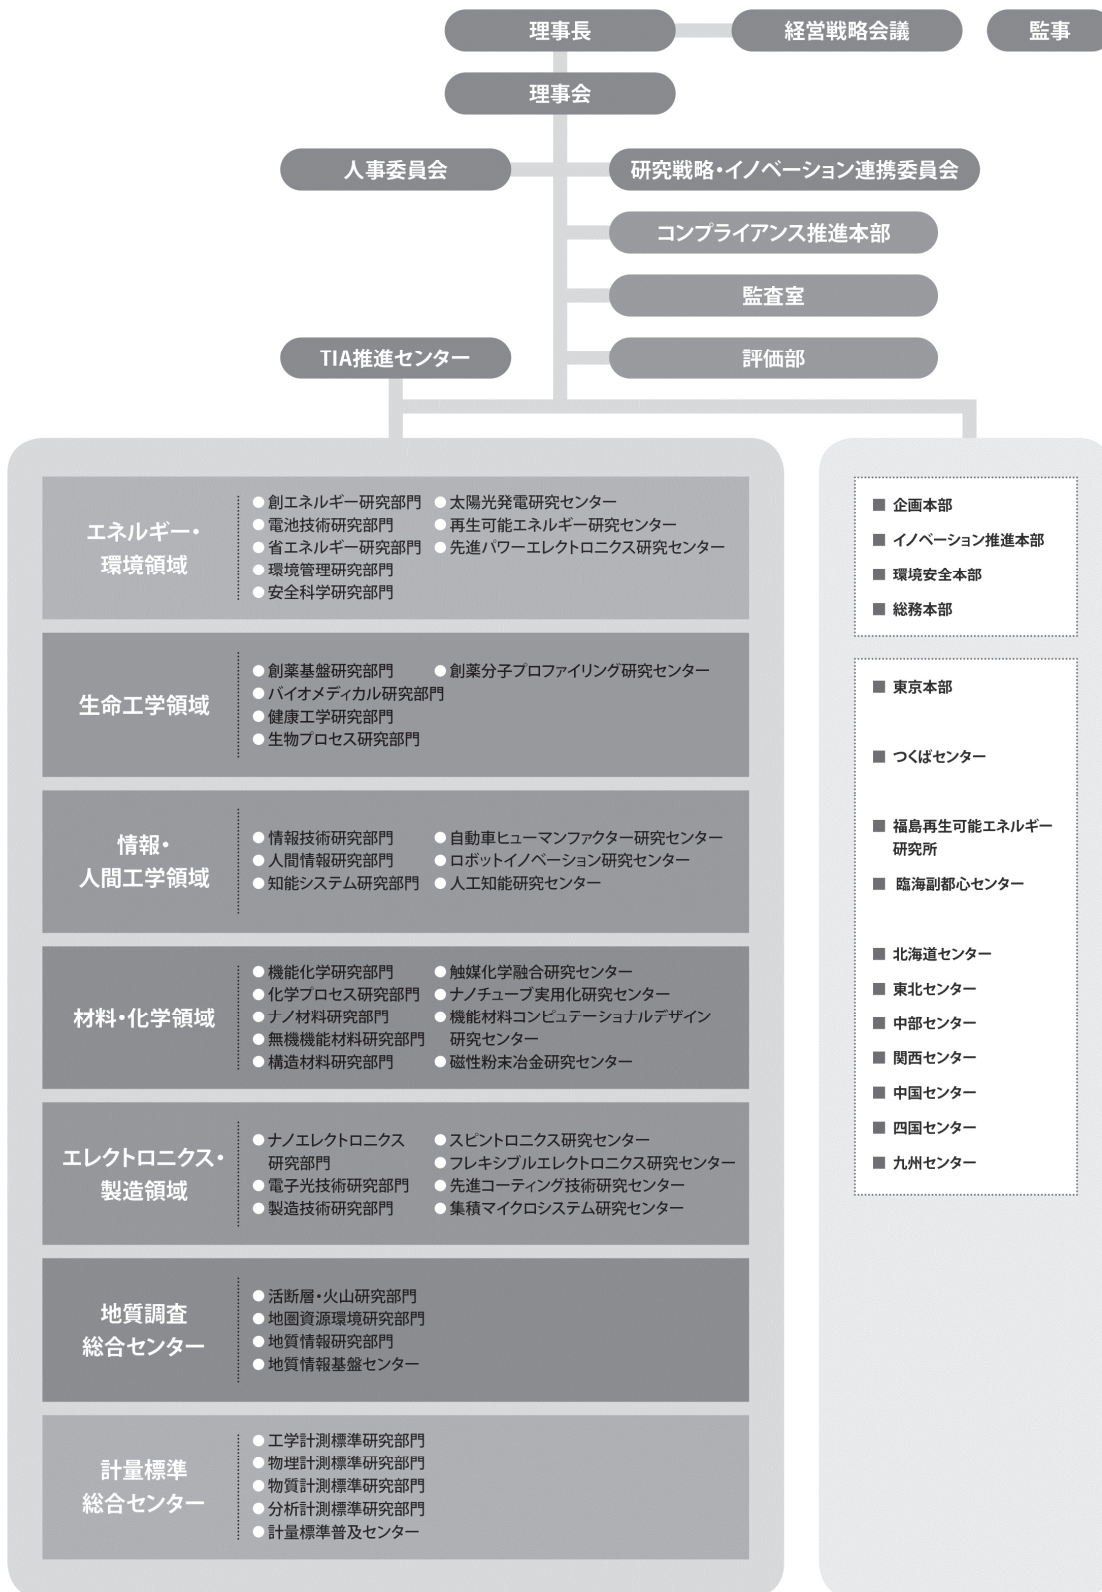 理事長
経営戦略会議
監事
理事会
人事委員会
研究戦略・イノベーション連携委員会
コンプライアンス推進本部
監査室
TIA推進センター
評価部
エネルギー・
環境領域
●創エネルギー研究部門
●電池技術研究部門
●省エネルギー研究部門
●環境管理研究部門
●安全科学研究部門
●太陽光発電研究センター
●再生可能エネルギー研究センター
●先進パワーエレクトロニクス研究センター
生命工学領域
●創薬基盤研究部門
●バイオメディカル研究部門
●健康工学研究部門
●生物プロセス研究部門
●創薬分子プロファイリング研究センター
情報・
人間工学領域
●情報技術研究部門
●人間情報研究部門
●知能システム研究部門
●自動車ヒューマンファクター研究センター
●ロボットイノベーション研究センター
●人工知能研究センター
材料・化学領域
●機能化学研究部門
●化学プロセス研究部門
●ナノ材料研究部門
●無機機能材料研究部門
●構造材料研究部門
●触媒化学融合研究センター
●ナノチューブ実用化研究センター
●機能材料コンピュテーショナルデザイン
研究センター
●磁性粉末冶金研究センター
エレクトロニクス・
製造領域
●ナノエレクトロニクス
研究部門
●電子光技術研究部門
●製造技術研究部門
●スピントロニクス研究センター
●フレキシブルエレクトロニクス研究センター
●先進コーティング技術研究センター
●集積マイクロシステム研究センター
地質調査
総合センター
●活断層・火山研究部門
●地圏資源環境研究部門
●地質情報研究部門
●地質情報基盤センター
計量標準
総合センター
●工学計測標準研究部門
●物理計測標準研究部門
●物質計測標準研究部門
●分析計測標準研究部門
●計量標準普及センター
■ 企画本部
■ イノベーション推進本部
■ 環境安全本部
■ 総務本部
■ 東京本部
■ つくばセンター
■ 福島再生可能エネルギー
研究所
■ 臨海副都心センター
■ 北海道センター
■ 東北センター
■ 中部センター
■ 関西センター
■ 中国センター
■ 四国センター
■ 九州センター